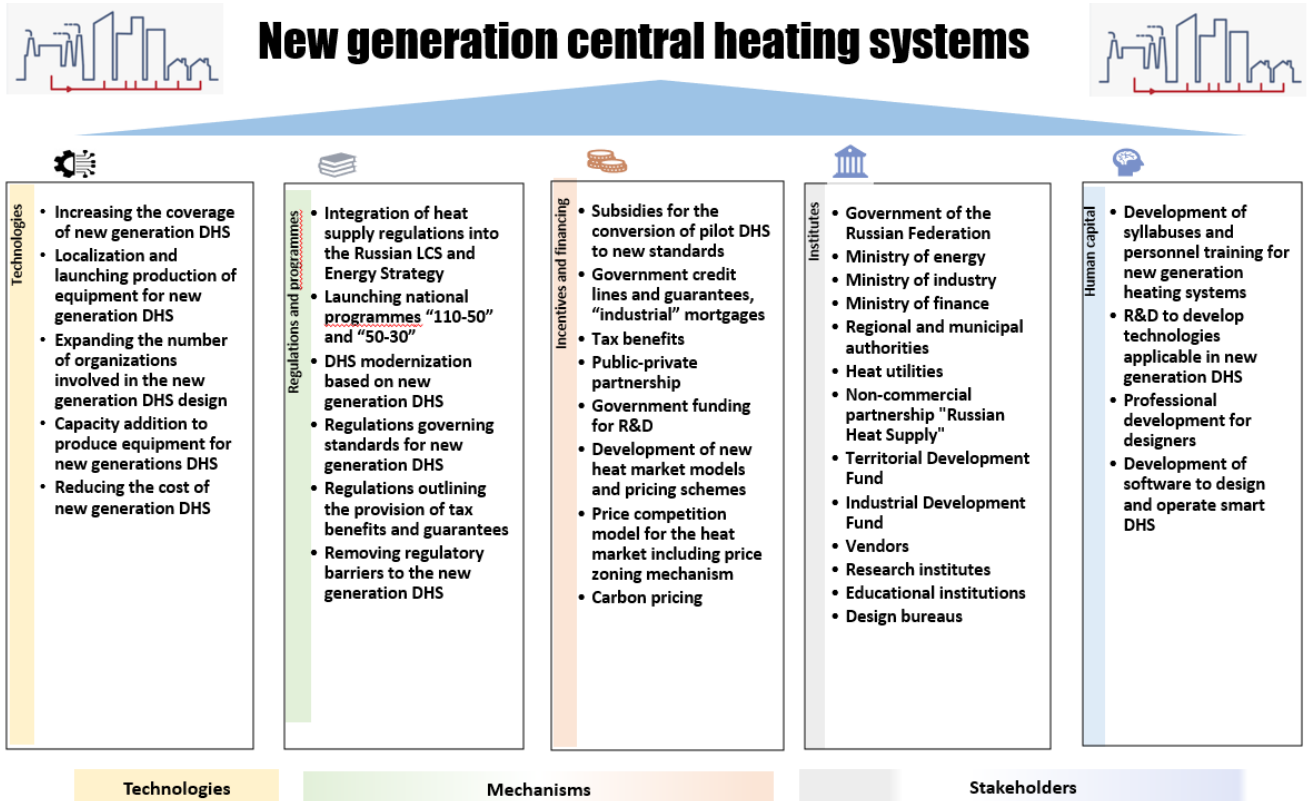 New generation central heating systems
Technologies
• Increasing the coverage
of new generation DHS
• Localization and
launching production of
equipment for new
generation DHS
• Expanding the number
of organizations
involved in the new
generation DHS design
• Capacity addition to
produce equipment for
new generations DHS
• Reducing the cost of
new generation DHS
Regulations and programmes
• Integration of heat
supply regulations into
the Russian LCS and
Energy Strategy
• Launching national
programmes “110-50”
and “50-30”
• DHS modernization
based on new
generation DHS
• Regulations governing
standards for new
generation DHS
• Regulations outlining
the provision of tax
benefits and guarantees
• Removing regulatory
barriers to the new
generation DHS
Incentives and financing
• Subsidies for the
conversion of pilot DHS
to new standards
• Government credit
lines and guarantees,
“industrial” mortgages
• Tax benefits
• Public-private
partnership
• Government funding
for R&D
• Development of new
heat market models
and pricing schemes
• Price competition
model for the heat
market including price
zoning mechanism
• Carbon pricing
Institutes
• Government of the
Russian Federation
• Ministry of energy
• Ministry of industry
• Ministry of finance
• Regional and municipal
authorities
• Heat utilities
• Non-commercial
partnership "Russian
Heat Supply"
• Territorial Development
Fund
• Industrial Development
Fund
• Vendors
• Research institutes
• Educational institutions
• Design bureaus
Human capital
• Development of
syllabuses and
personnel training for
new generation
heating systems
• R&D to develop
technologies
applicable in new
generation DHS
• Professional
development for
designers
• Development of
software to design
and operate smart
DHS
Technologies
Mechanisms
Stakeholders